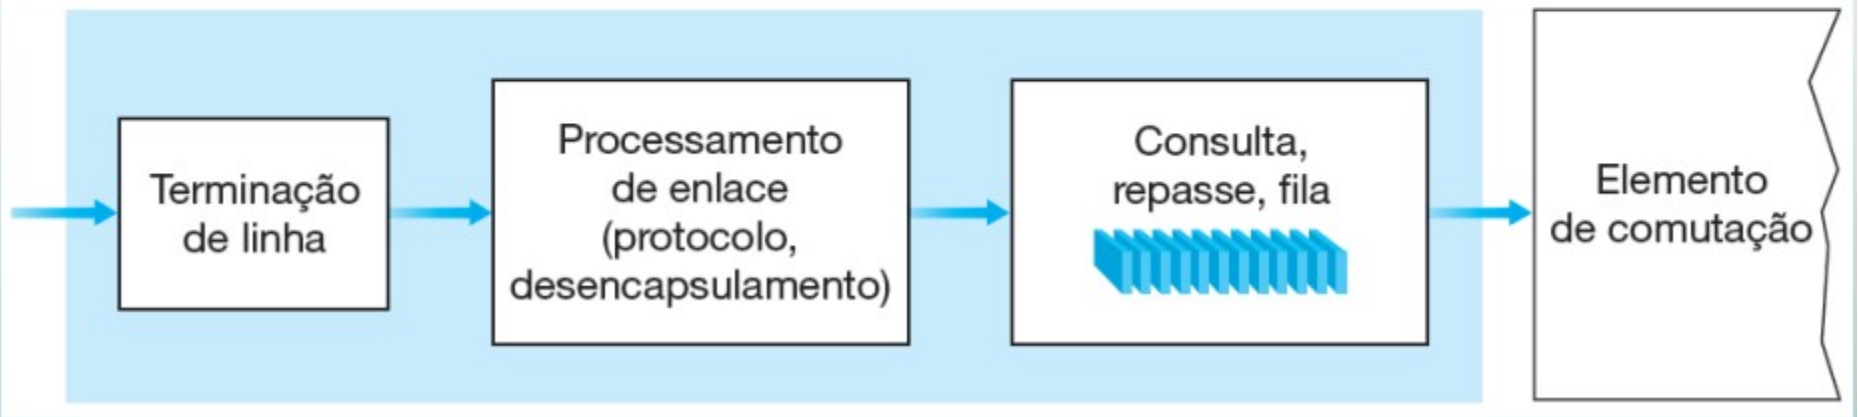 Terminação
de linha
Processamento
de enlace
(protocolo,
desencapsulamento)
Consulta,
repasse, fila
Elemento
de comutação